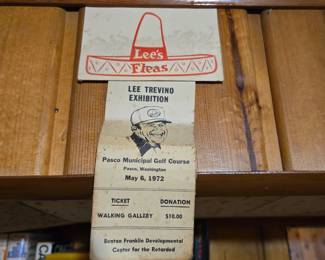 Lee's
Fleas
LEE TREVINO
EXHIBITION
Pasco Municipal Golf Course
Pasco, Washington
May 6, 1972
TICKET DONATION
WALKING GALLERY $10.00
Benton Franklin Developmental
Center for the Retarded